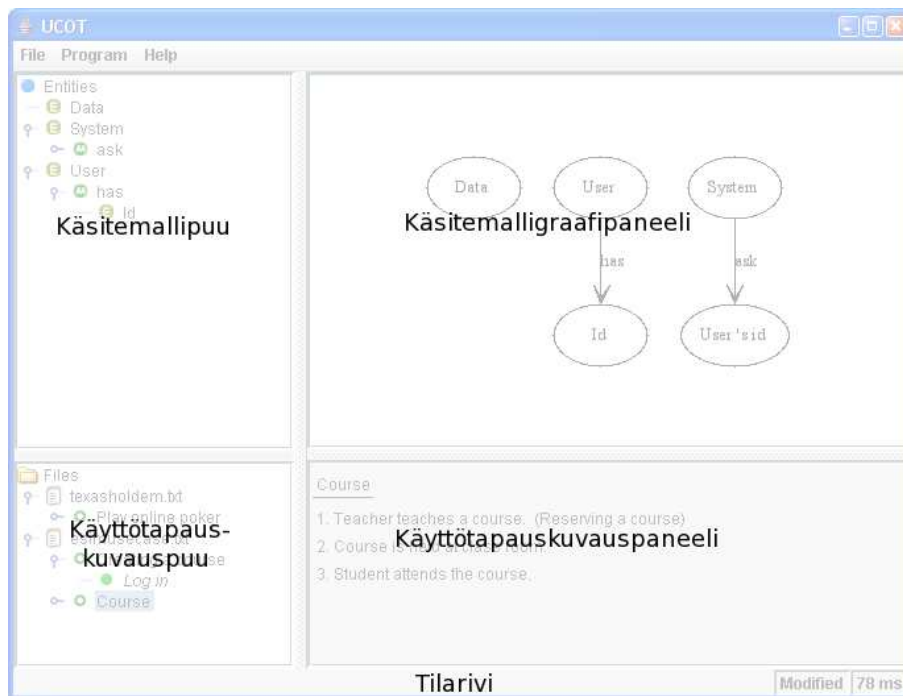 UCOT
File Program Help
Entities
Data
System
ask
User
has
Id
Käsitemallipuu
Data
User
System
Käsitemalligraafipaneeli
has
ask
Id
User's id
Files
texasholdem.txt
Play online poker
Käyttötapaus-
kuvauspuu
Log in
Course
Course
1. Teacher teaches a course. (Reserving a course)
Käyttötapauskuvauspaneeli
2. Course is held at class room.
3. Student attends the course.
Tilarivi
Modified 78 ms